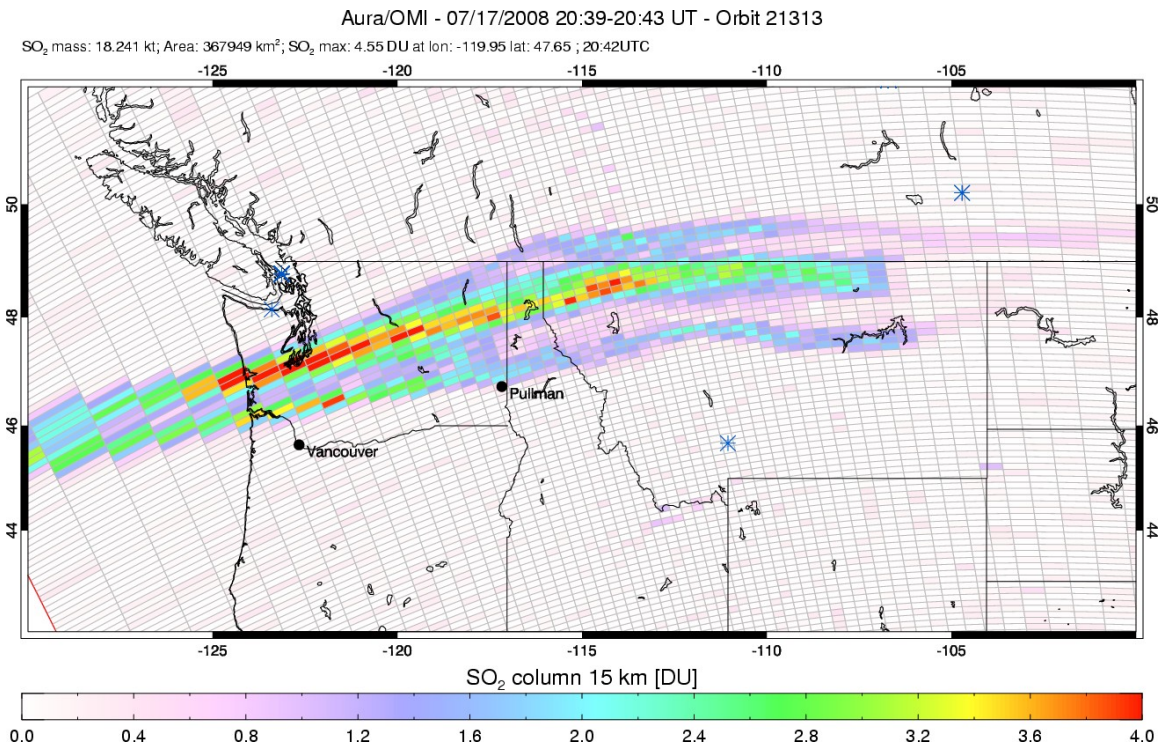 Aura/OMI - 07/17/2008 20:39-20:43 UT - Orbit 21313
SO₂ mass: 18.241 kt; Area: 367949 km²; SO₂ max: 4.55 DU at lon: -119.95 lat: 47.65 ; 20:42UTC
-125 -120 -115 -110 -105
50 50
48 48
Pullman
46 46
Vancouver
44 44
-125 -120 -115 -110 -105
SO₂ column 15 km [DU]
0.0 0.4 0.8 1.2 1.6 2.0 2.4 2.8 3.2 3.6 4.0